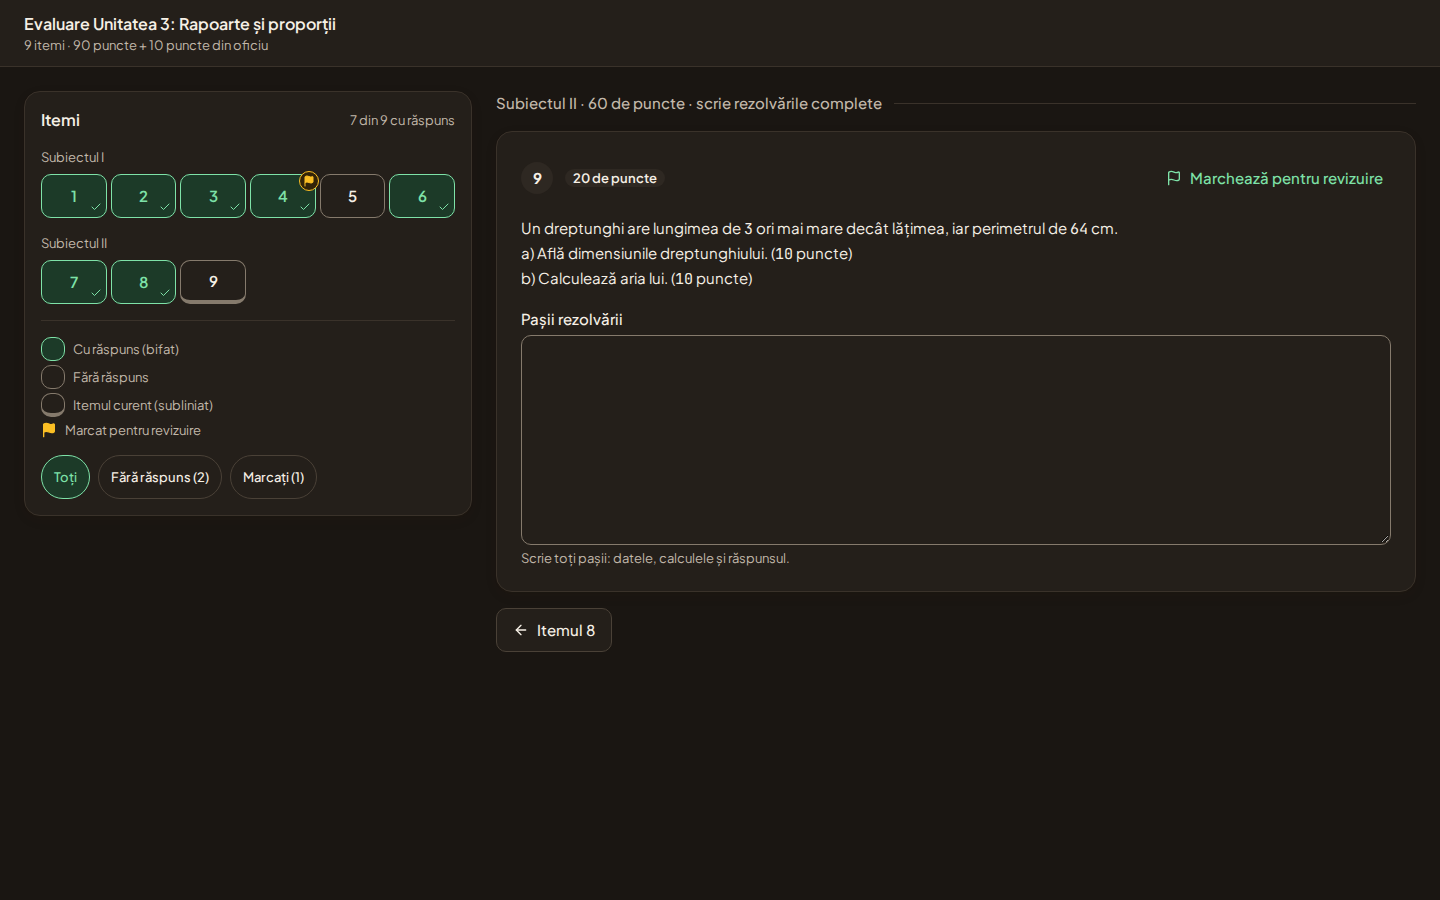 Evaluare Unitatea 3: Rapoarte și proporții
9 itemi · 90 puncte + 10 puncte din oficiu
Itemi
7 din 9 cu răspuns
Subiectul I
1
2
3
4
5
6
Subiectul II
7
8
9
Cu răspuns (bifat)
Fără răspuns
Itemul curent (subliniat)
Marcat pentru revizuire
Toți
Fără răspuns (2)
Marcați (1)
Subiectul II · 60 de puncte · scrie rezolvările complete
9
20 de puncte
Marchează pentru revizuire
Un dreptunghi are lungimea de 3 ori mai mare decât lățimea, iar perimetrul de 64 cm.
a) Află dimensiunile dreptunghiului. (10 puncte)
b) Calculează aria lui. (10 puncte)
Pașii rezolvării
Scrie toți pașii: datele, calculele și răspunsul.
← Itemul 8